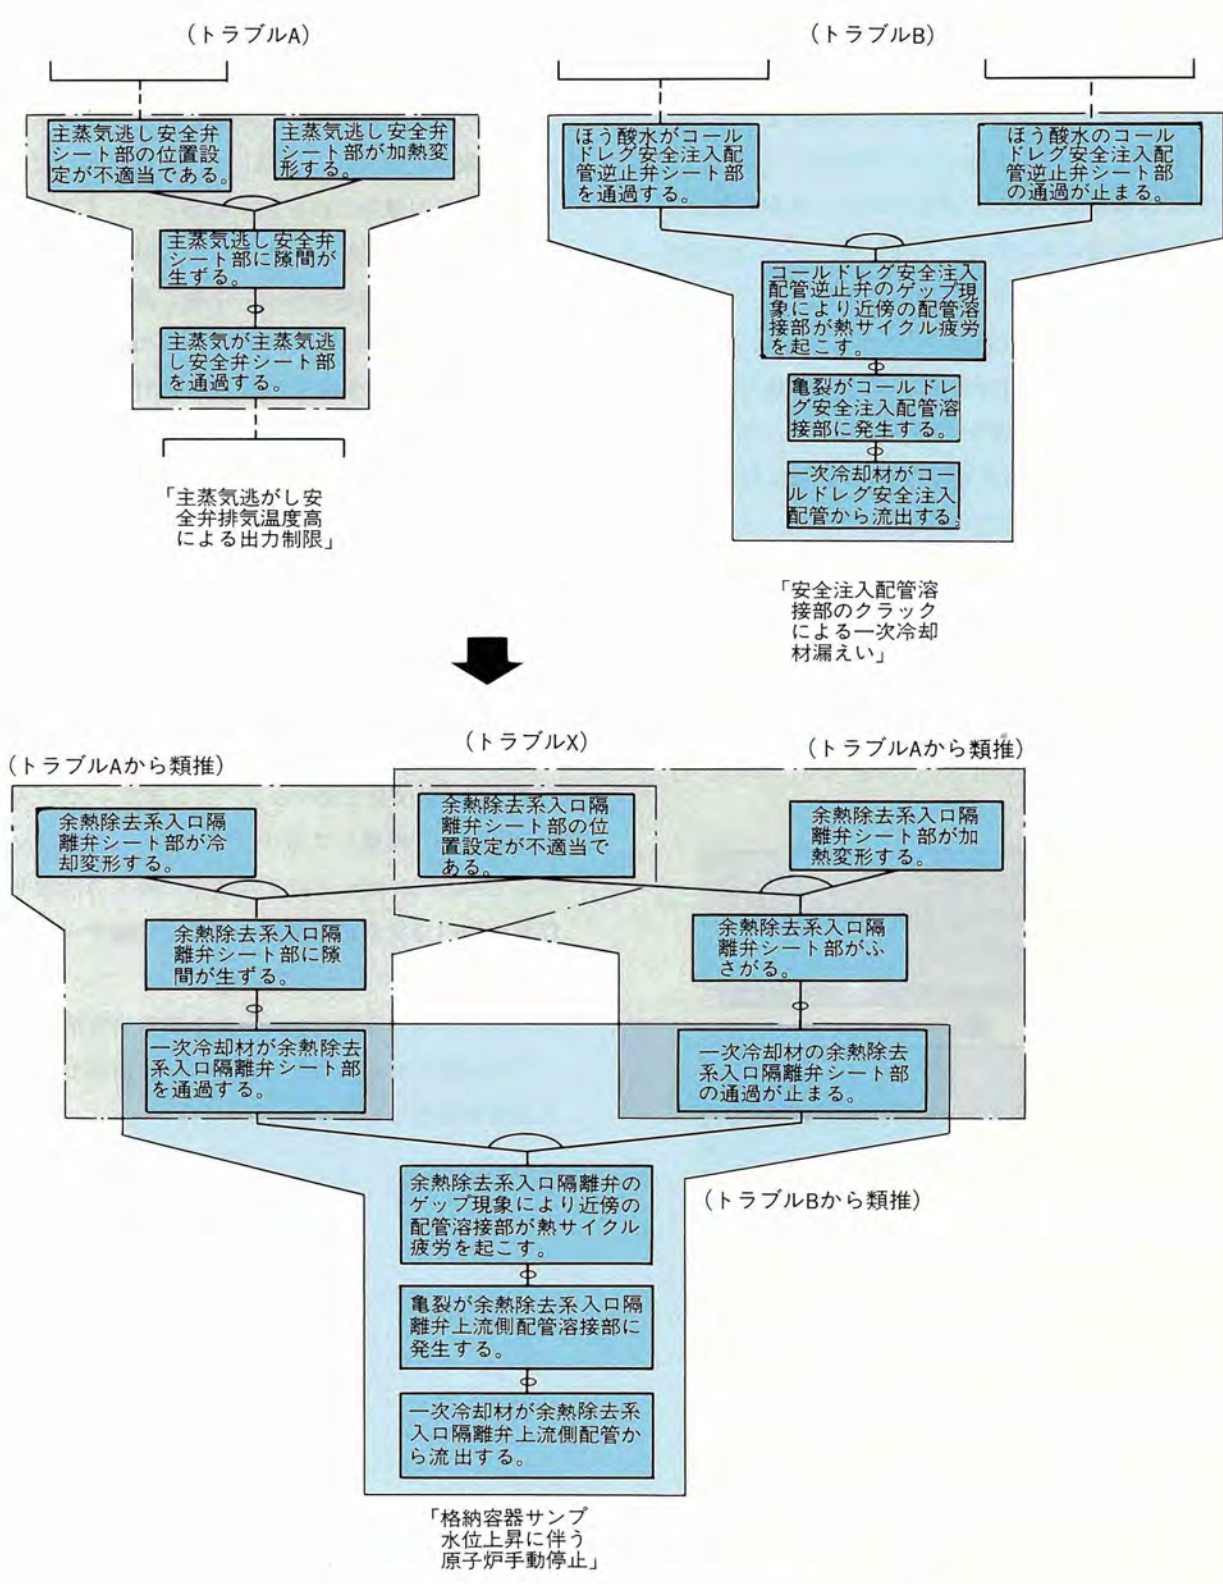 (トラブルA)
主蒸気逃し安全弁
シート部の位置設
定が不適当である。
主蒸気逃し安全弁
シート部が加熱変
形する。
主蒸気逃し安全弁
シート部に隙間が
生ずる。
主蒸気が主蒸気逃
し安全弁シート部
を通過する。
「主蒸気逃がし安
全弁排気温度高
による出力制限」
(トラブルB)
ほう酸水がコール
ドレグ安全注入配
管逆止弁シート部
を通過する。
ほう酸水のコール
ドレグ安全注入配
管逆止弁シート部
の通過が止まる。
コールドレグ安全注入
配管逆止弁のゲップ現
象により近傍の配管溶
接部が熱サイクル疲労
を起こす。
亀裂がコールドレ
グ安全注入配管溶
接部に発生する。
一次冷却材がコー
ルドレグ安全注入
配管から流出する。
「安全注入配管溶
接部のクラック
による一次冷却
材漏えい」
(トラブルX)
(トラブルAから類推)
(トラブルAから類推)
余熱除去系入口隔
離弁シート部が冷
却変形する。
余熱除去系入口隔
離弁シート部の位
置設定が不適当で
ある。
余熱除去系入口隔
離弁シート部が加
熱変形する。
余熱除去系入口隔
離弁シート部に隙
間が生ずる。
余熱除去系入口隔
離弁シート部がふ
さがる。
一次冷却材が余熱除去
系入口隔離弁シート部
を通過する。
一次冷却材の余熱除去
系入口隔離弁シート部
の通過が止まる。
余熱除去系入口隔離弁の
ゲップ現象により近傍の
配管溶接部が熱サイクル
疲労を起こす。
(トラブルBから類推)
亀裂が余熱除去系入口隔
離弁上流側配管溶接部に
発生する。
一次冷却材が余熱除去系
入口隔離弁上流側配管か
ら流出する。
「格納容器サンプ
水位上昇に伴う
原子炉手動停止」